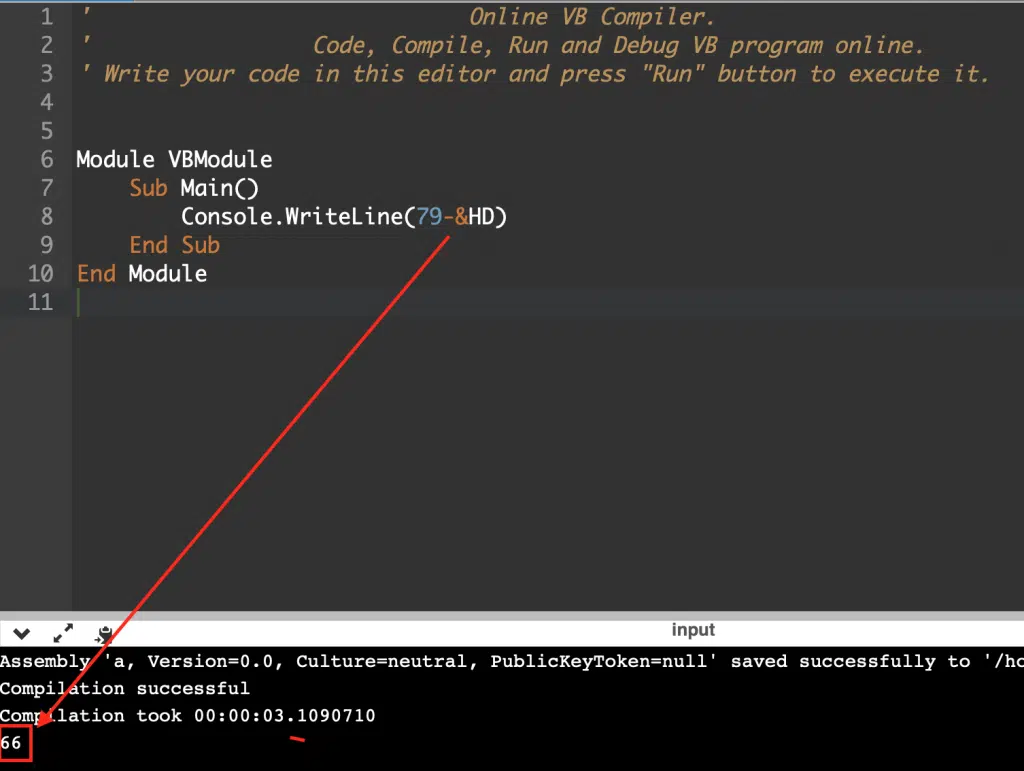 1 '                              Online VB Compiler.
2 '                  Code, Compile, Run and Debug VB program online.
3 ' Write your code in this editor and press "Run" button to execute it.
4
5
6 Module VBModule
7     Sub Main()
8         Console.WriteLine(79-&HD)
9     End Sub
10 End Module
11
input
Assembly 'a, Version=0.0, Culture=neutral, PublicKeyToken=null' saved successfully to '/ho
Compilation successful
Compilation took 00:00:03.1090710
66